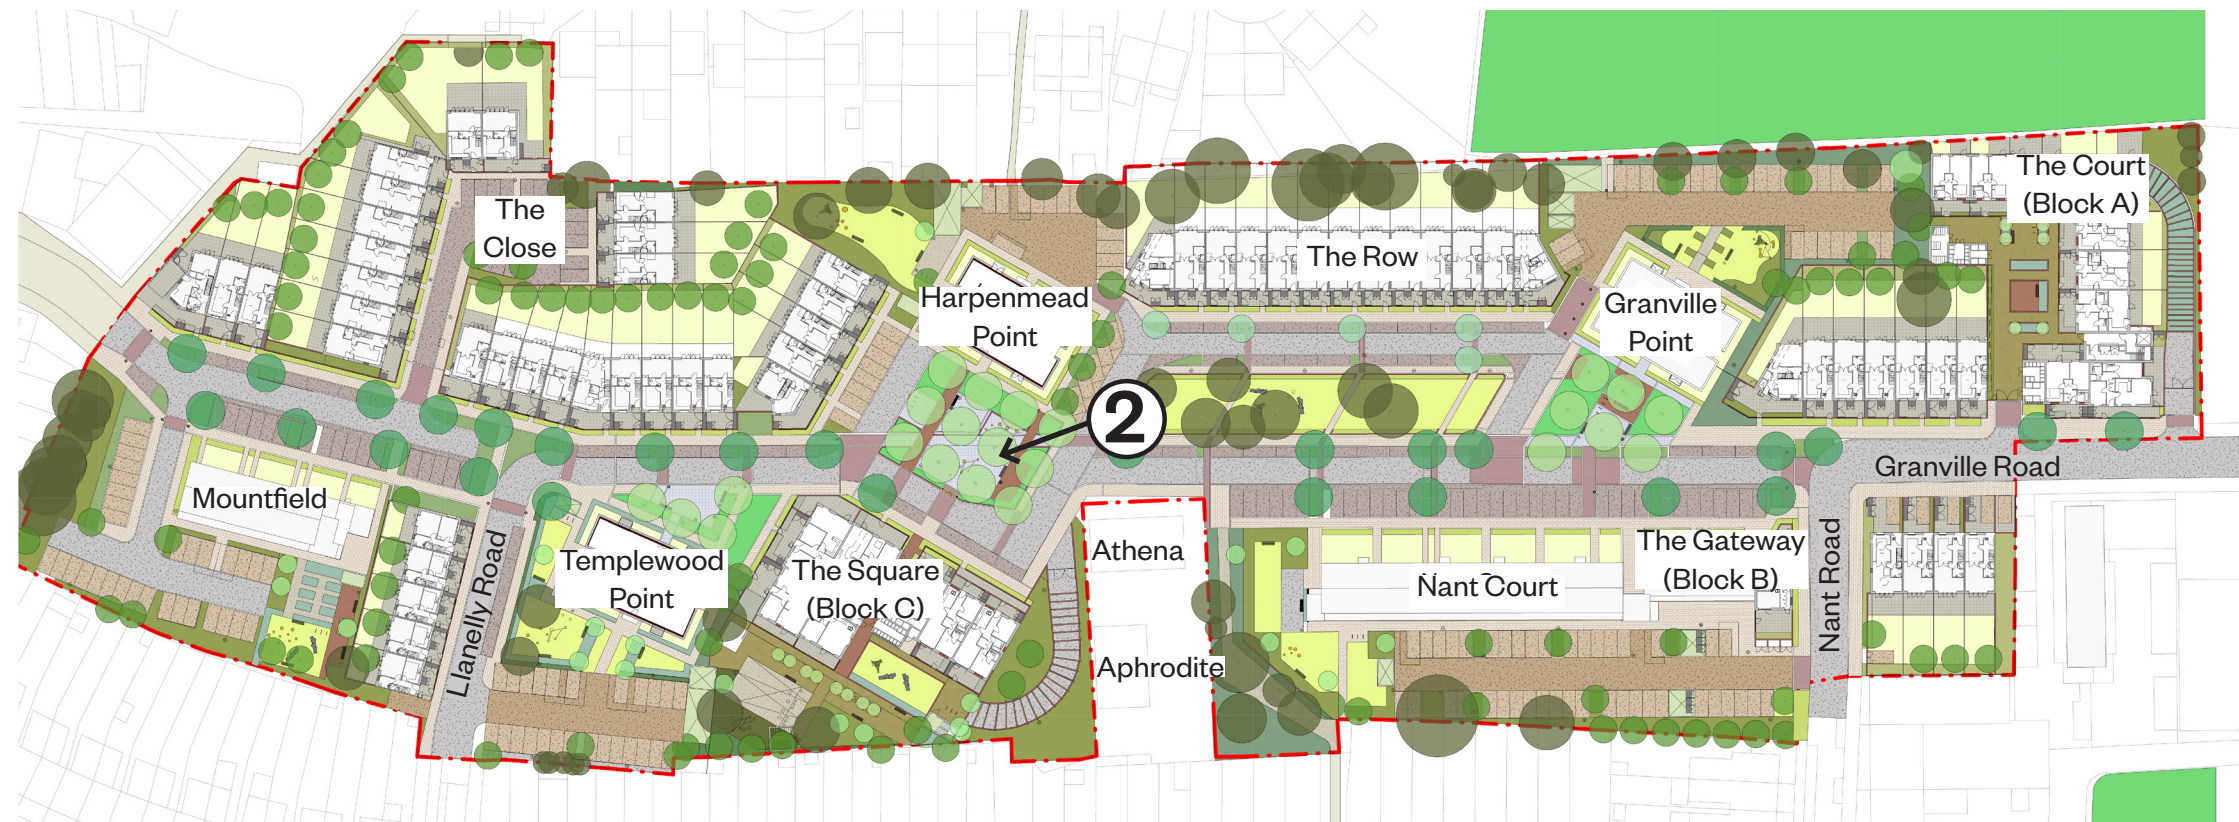 The Court
(Block A)
The
Close
The Row
Harpenmead
Point
Granville
Point
2
Granville Road
Mountfield
Athena
The Gateway
(Block B)
Templewood
Point
The Square
(Block C)
Nant Court
Llanelly Road
Nant Road
Aphrodite